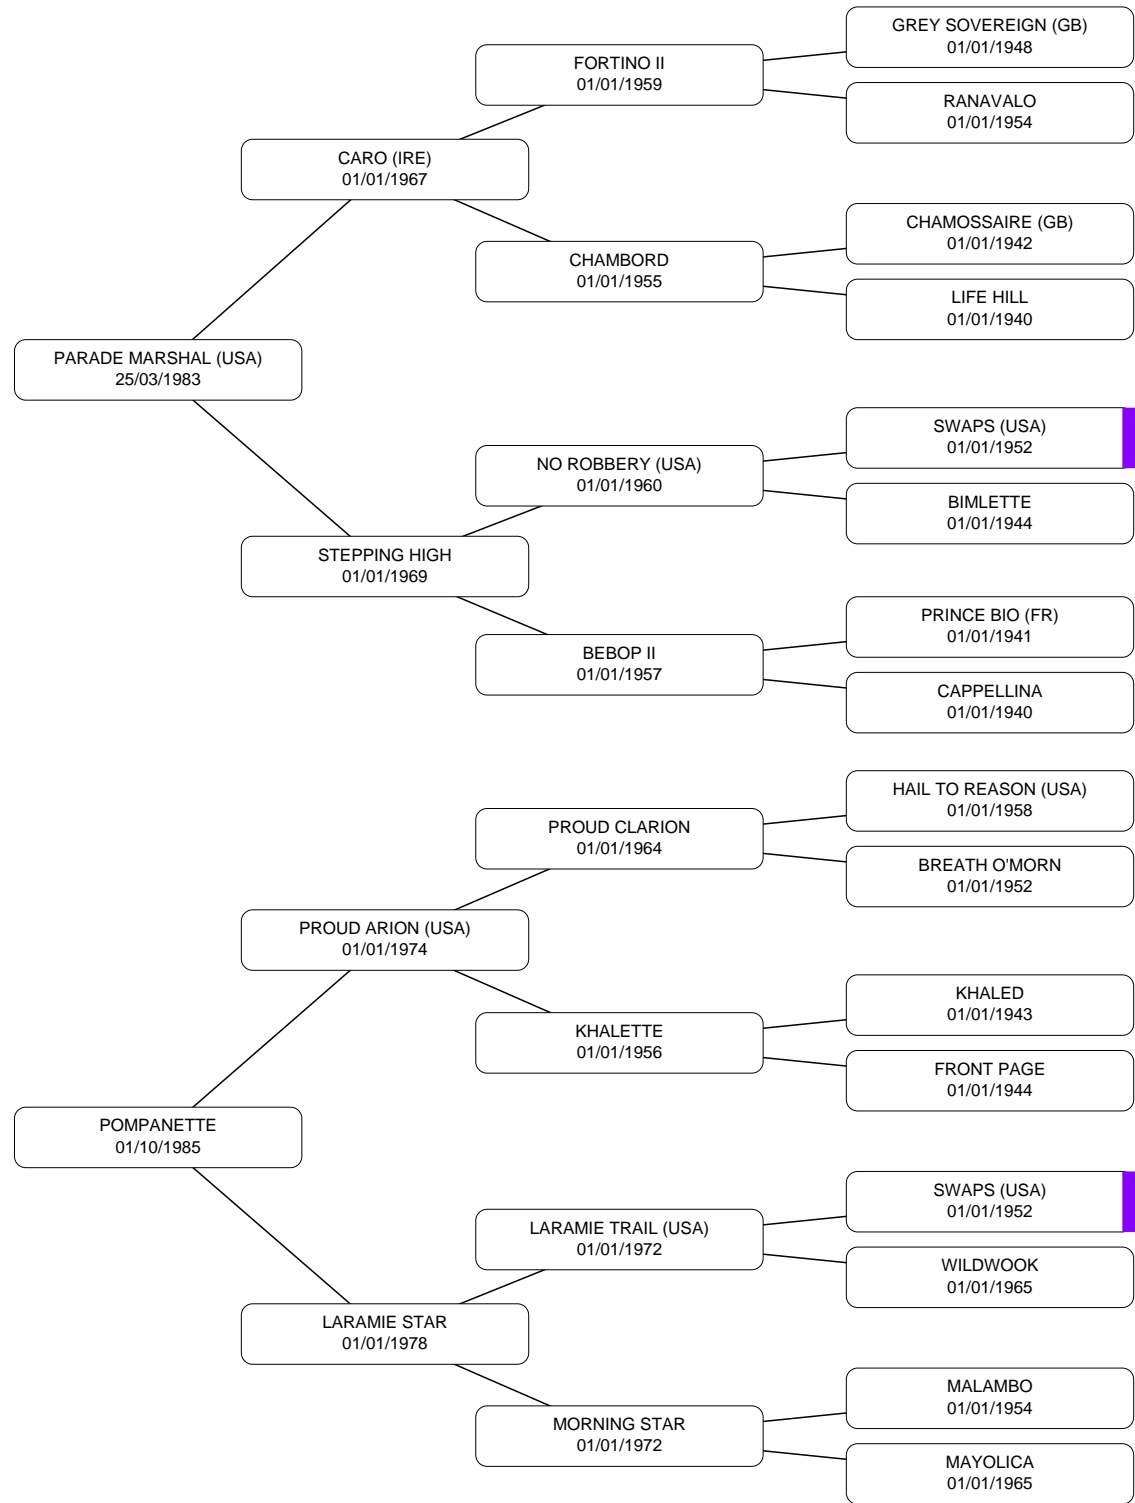 GREY SOVEREIGN (GB)
01/01/1948
FORTINO II
01/01/1959
RANAVALO
01/01/1954
CARO (IRE)
01/01/1967
CHAMOSSAIRE (GB)
01/01/1942
CHAMBORD
01/01/1955
LIFE HILL
01/01/1940
PARADE MARSHAL (USA)
25/03/1983
SWAPS (USA)
01/01/1952
NO ROBBERY (USA)
01/01/1960
BIMLETTE
01/01/1944
STEPPING HIGH
01/01/1969
PRINCE BIO (FR)
01/01/1941
BEBOP II
01/01/1957
CAPPELLINA
01/01/1940
HAIL TO REASON (USA)
01/01/1958
PROUD CLARION
01/01/1964
BREATH O'MORN
01/01/1952
PROUD ARION (USA)
01/01/1974
KHALED
01/01/1943
KHALETTE
01/01/1956
FRONT PAGE
01/01/1944
POMPANETTE
01/10/1985
SWAPS (USA)
01/01/1952
LARAMIE TRAIL (USA)
01/01/1972
WILDWOOK
01/01/1965
LARAMIE STAR
01/01/1978
MALAMBO
01/01/1954
MORNING STAR
01/01/1972
MAYOLICA
01/01/1965